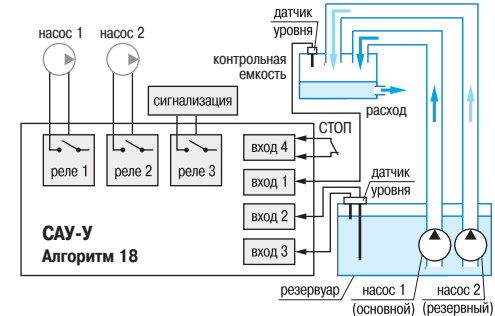 насос 1
насос 2
датчик
уровня
контрольная
емкость
сигнализация
расход
СТОП
реле 1
реле 2
реле 3
вход 4
вход 1
вход 2
вход 3
датчик
уровня
САУ-У
Алгоритм 18
резервуар
насос 1
(основной)
насос 2
(резервный)